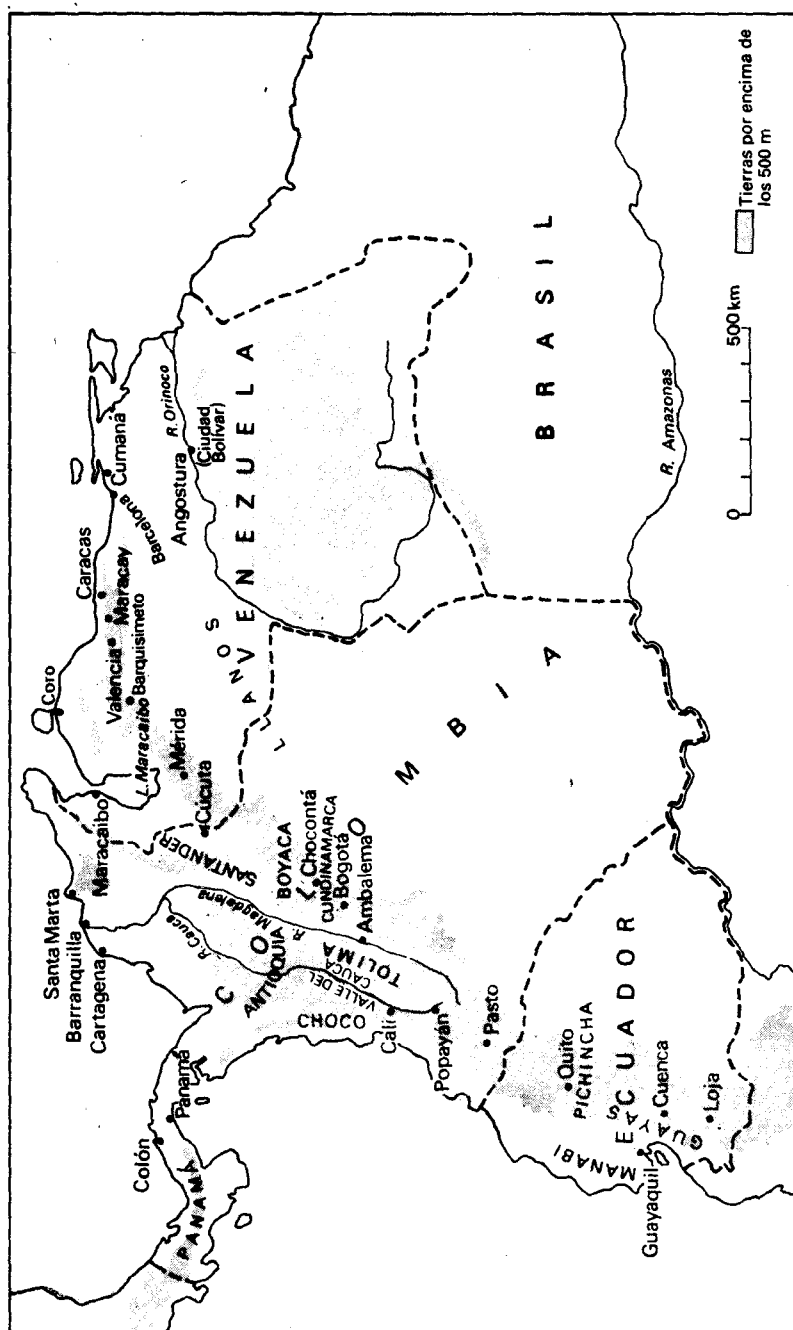 Santa Marta
Barranquilla
Cartagena
Maracaibo
Coro
Caracas
Valencia
Maracay
Barquisimeto
L. Maracaibo
Barcelona
Cumaná
Mérida
Cúcuta
Angostura
(Ciudad
Bolívar)
R. Orinoco
VENEZUELA
LLANOS
Colón
Panamá
PANAMÁ
COLOMBIA
SANTANDER
BOYACA
Chocontá
CUNDINAMARCA
Bogotá
Ambalema
R. Magdalena
R. Cauca
ANTIOQUIA
TOLIMA
VALLE DEL
CAUCA
CHOCO
Cali
Popayán
Pasto
Quito
PICHINCHA
ECUADOR
MANABI
GUAYAS
Guayaquil
Cuenca
Loja
BRASIL
R. Amazonas
0 500 km
Tierras por encima de
los 500 m